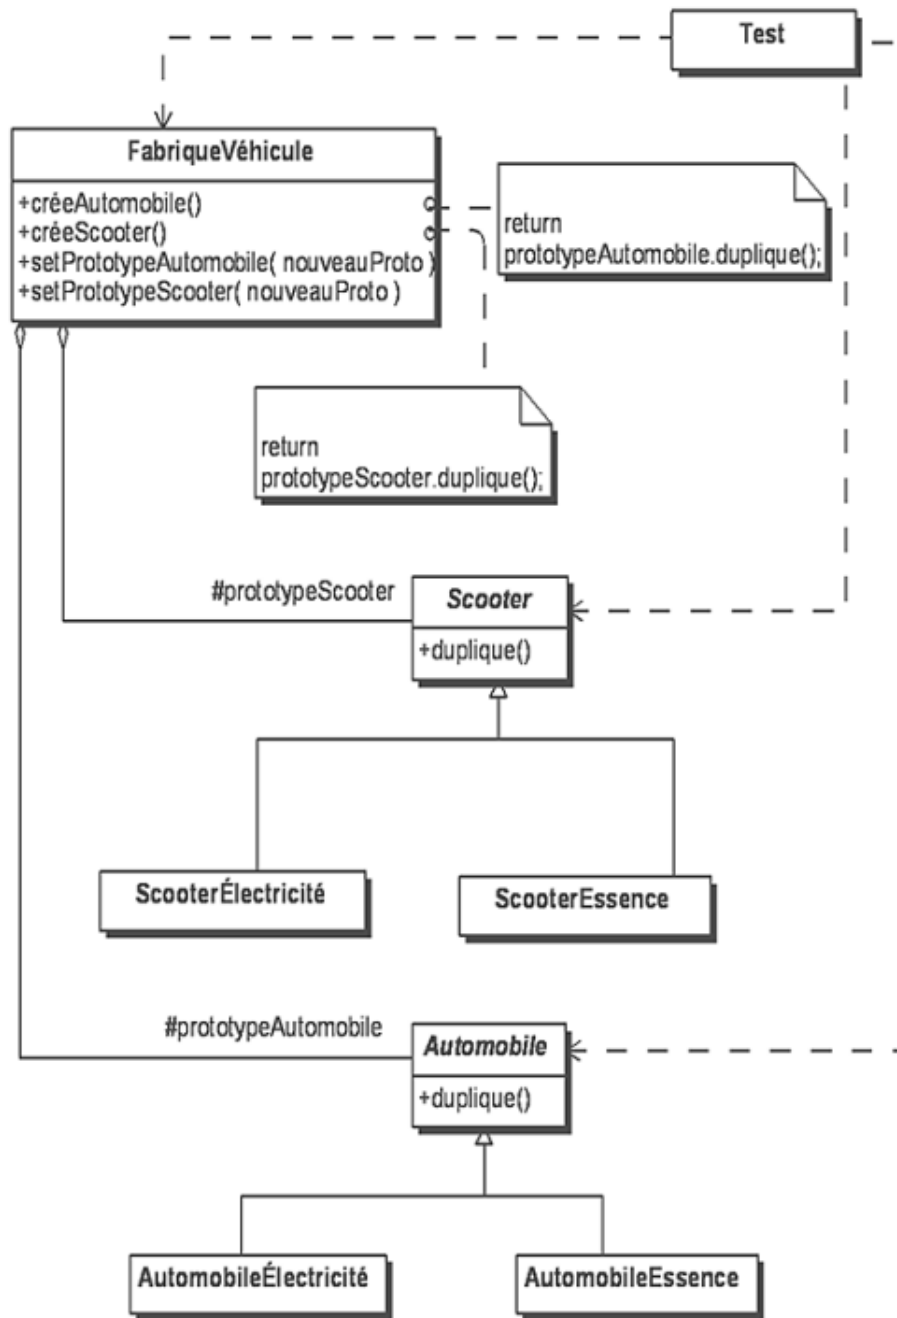 Test
FabriqueVéhicule
+créeAutomobile()
+créeScooter()
+setPrototypeAutomobile( nouveauProto )
+setPrototypeScooter( nouveauProto )
return
prototypeAutomobile.duplique();
return
prototypeScooter.duplique();
#prototypeScooter
Scooter
+duplique()
ScooterÉlectricité
ScooterEssence
#prototypeAutomobile
Automobile
+duplique()
AutomobileÉlectricité
AutomobileEssence